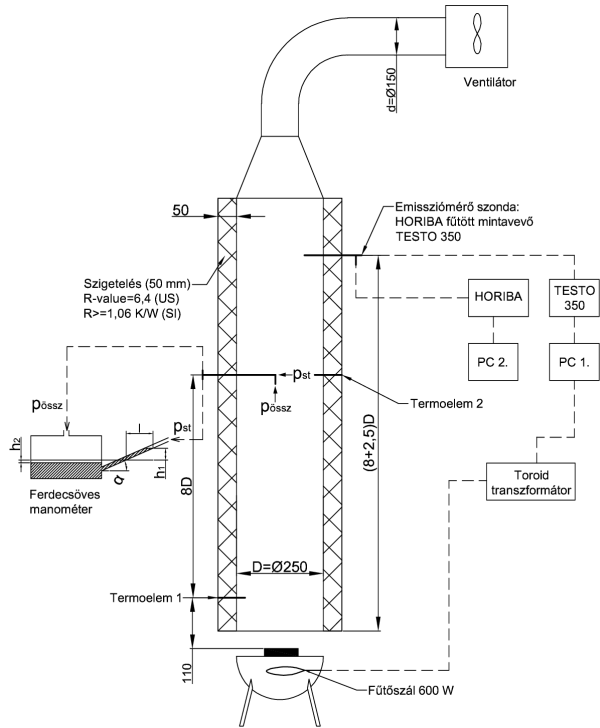 d=Ø150
Ventilátor
50
Emissziómérő szonda:
HORIBA fűtött mintavevő
TESTO 350
Szigetelés (50 mm)
R-value=6,4 (US)
R>=1,06 K/W (SI)
HORIBA
TESTO
350
PC 2.
PC 1.
pst
pössz
Termoelem 2
pössz
pst
l
h2
h1
α
Ferdecsöves
manométer
8D
(8+2,5)D
Toroid
transzformátor
D=Ø250
Termoelem 1
110
Fűtőszál 600 W